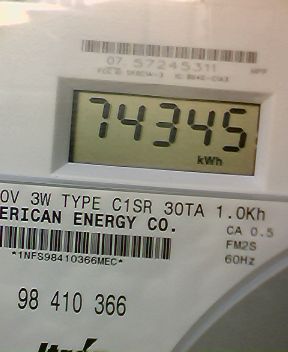 07 57245311
74345
kWh
0V 3W TYPE C1SR 30TA 1.0Kh
ERICAN ENERGY CO.
CA 0.5
FM2S
*1NFS98410366MEC*
60Hz
98 410 366